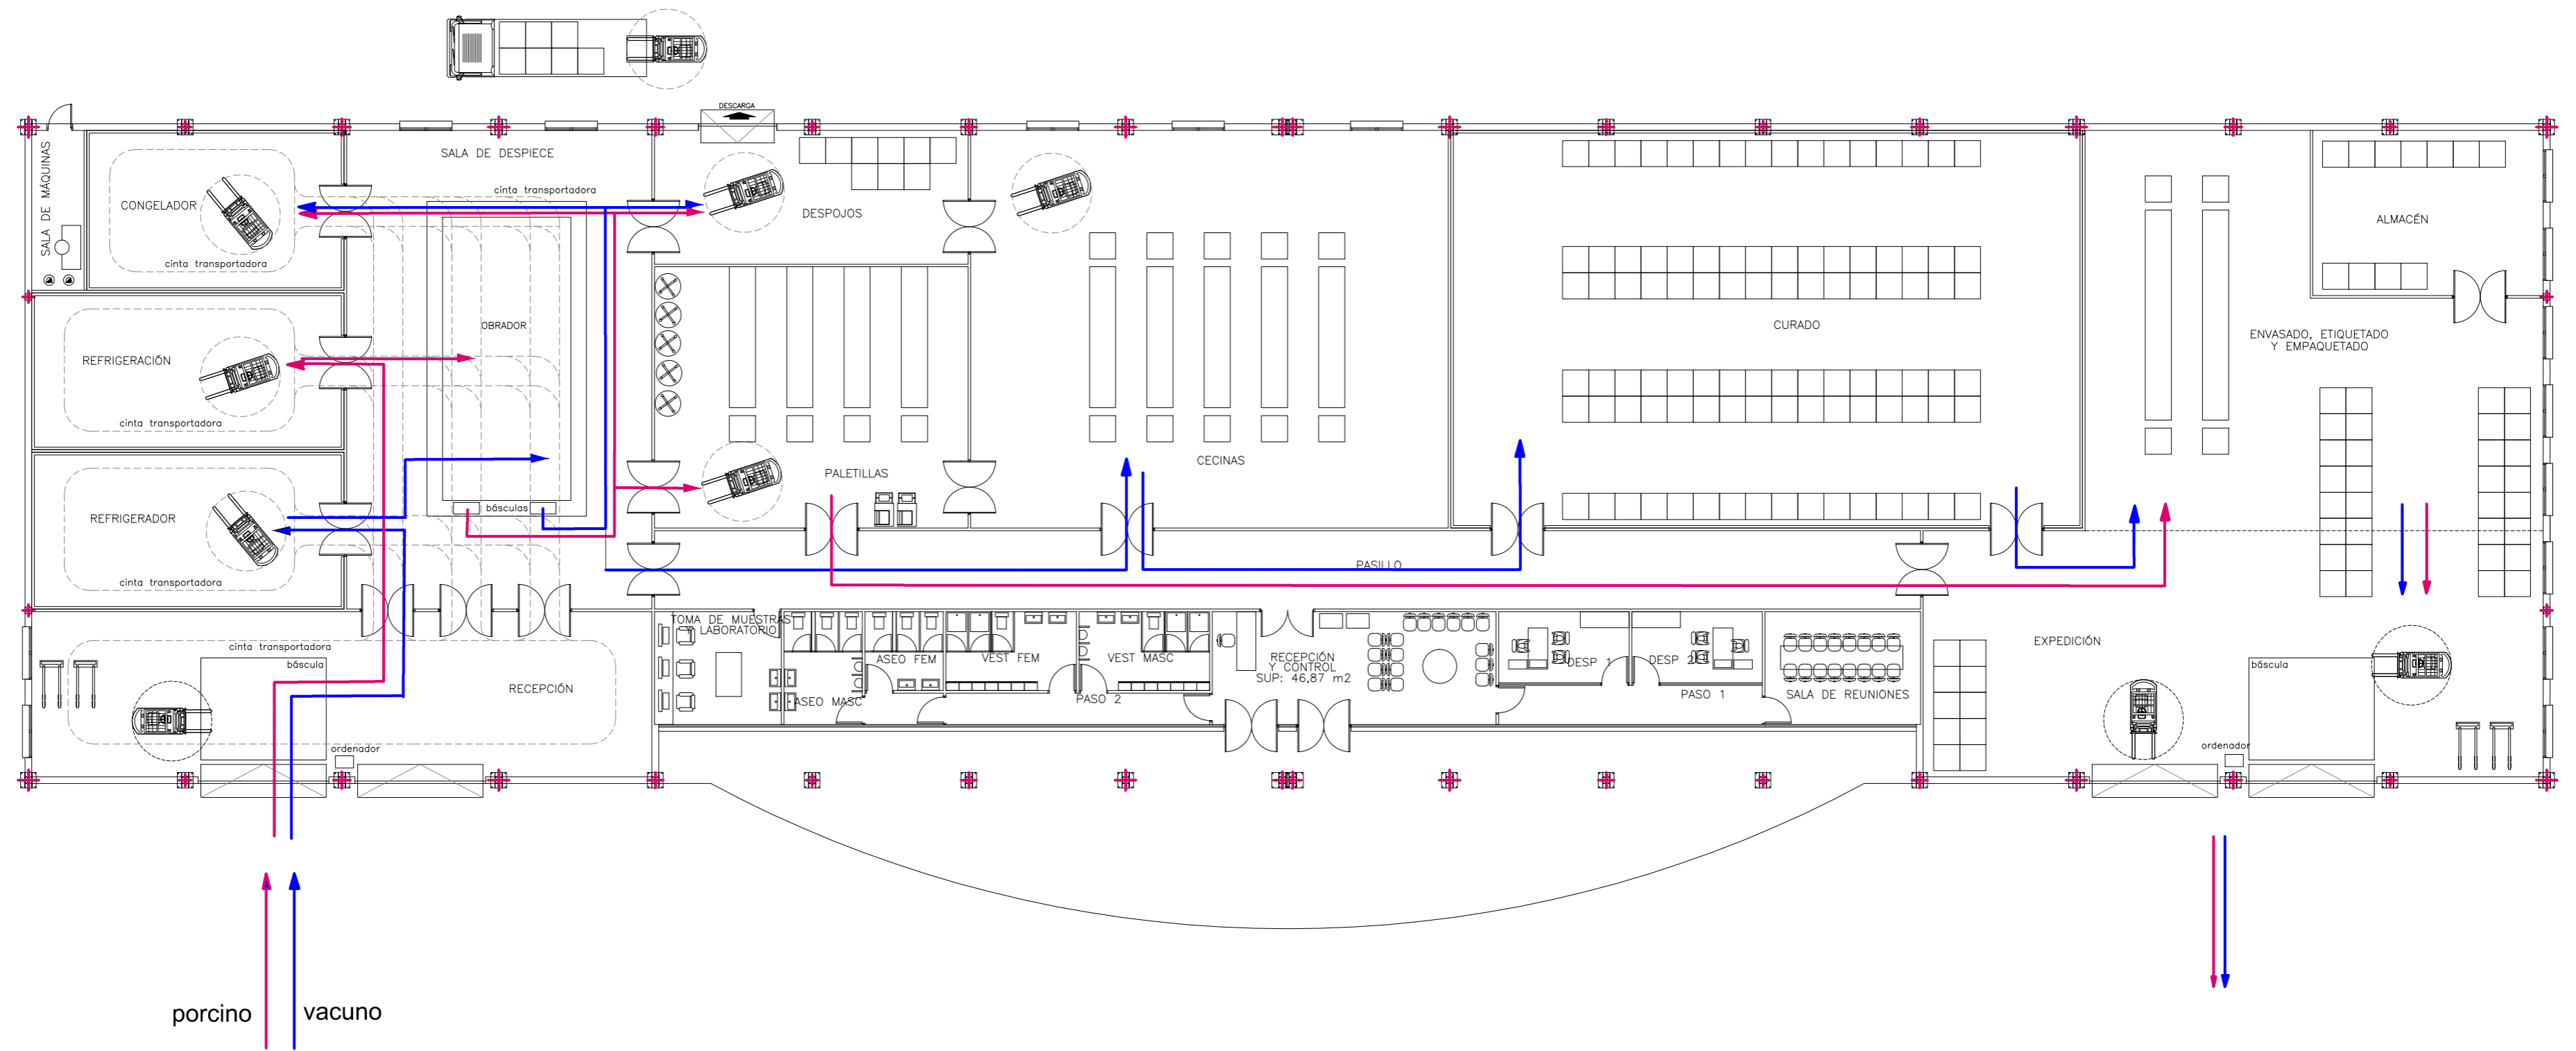 DESCARGA
SALA DE MÁQUINAS
SALA DE DESPIECE
cinta transportadora
CONGELADOR
cinta transportadora
DESPOJOS
ALMACÉN
OBRADOR
CURADO
ENVASADO, ETIQUETADO
Y EMPAQUETADO
REFRIGERACIÓN
cinta transportadora
CECINAS
PALETILLAS
básculas
REFRIGERADOR
cinta transportadora
PASILLO
TOMA DE MUESTRAS
Y LABORATORIO
cinta transportadora
báscula
RECEPCIÓN
ordenador
ASEO MASC
ASEO FEM
VEST FEM
VEST MASC
PASO 2
RECEPCIÓN
Y CONTROL
SUP: 46,87 m2
DESP 1
DESP 2
PASO 1
SALA DE REUNIONES
EXPEDICIÓN
báscula
ordenador
porcino
vacuno